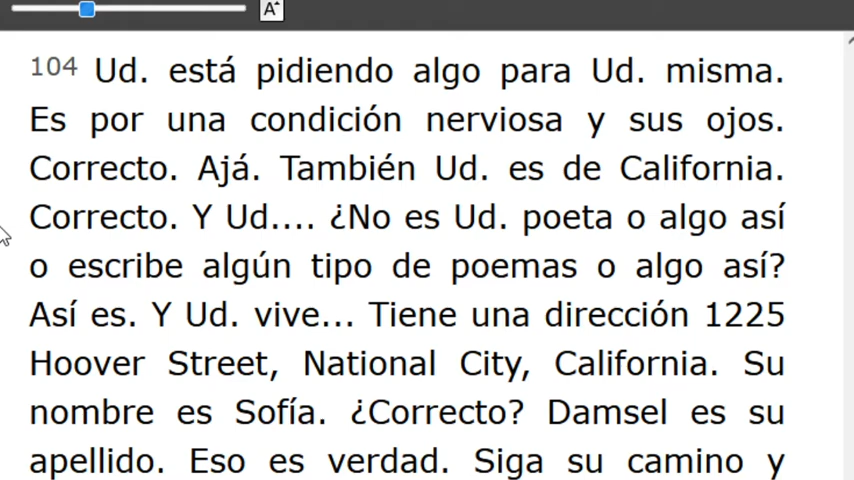 A
104 Ud. está pidiendo algo para Ud. misma.
Es por una condición nerviosa y sus ojos.
Correcto. Ajá. También Ud. es de California.
Correcto. Y Ud.... ¿No es Ud. poeta o algo así
o escribe algún tipo de poemas o algo así?
Así es. Y Ud. vive... Tiene una dirección 1225
Hoover Street, National City, California. Su
nombre es Sofía. ¿Correcto? Damsel es su
apellido. Eso es verdad. Siga su camino y